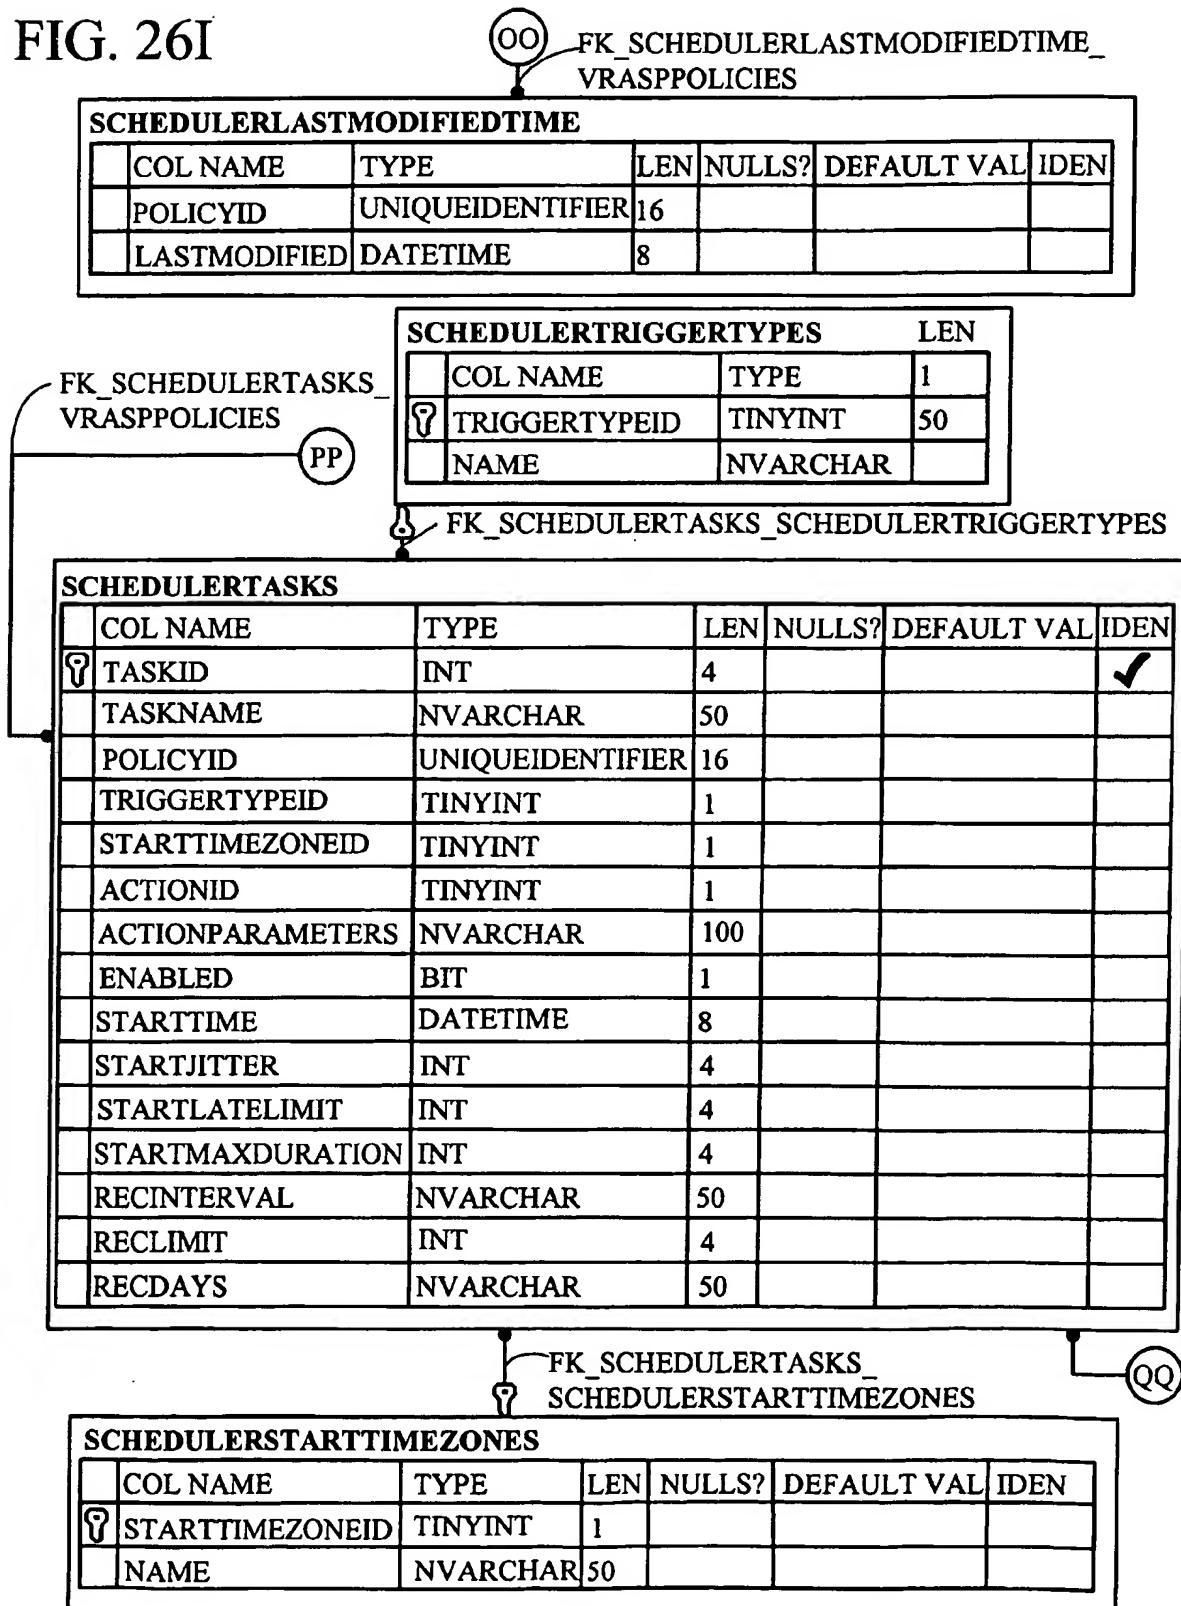 FIG. 26I
OO
FK_SCHEDULERLASTMODIFIEDTIME_
VRASPPOLICIES
SCHEDULERLASTMODIFIEDTIME
COL NAME TYPE LEN NULLS? DEFAULT VAL IDEN
POLICYID UNIQUEIDENTIFIER 16
LASTMODIFIED DATETIME 8
SCHEDULERTRIGGERTYPES LEN
COL NAME TYPE 1
TRIGGERTYPEID TINYINT 50
NAME NVARCHAR
FK_SCHEDULERTASKS_
VRASPPOLICIES
PP
FK_SCHEDULERTASKS_SCHEDULERTRIGGERTYPES
SCHEDULERTASKS
COL NAME TYPE LEN NULLS? DEFAULT VAL IDEN
TASKID INT 4 ✓
TASKNAME NVARCHAR 50
POLICYID UNIQUEIDENTIFIER 16
TRIGGERTYPEID TINYINT 1
STARTTIMEZONEID TINYINT 1
ACTIONID TINYINT 1
ACTIONPARAMETERS NVARCHAR 100
ENABLED BIT 1
STARTTIME DATETIME 8
STARTJITTER INT 4
STARTLATELIMIT INT 4
STARTMAXDURATION INT 4
RECINTERVAL NVARCHAR 50
RECLIMIT INT 4
RECDAYS NVARCHAR 50
FK_SCHEDULERTASKS_
SCHEDULERSTARTTIMEZONES
QQ
SCHEDULERSTARTTIMEZONES
COL NAME TYPE LEN NULLS? DEFAULT VAL IDEN
STARTTIMEZONEID TINYINT 1
NAME NVARCHAR 50